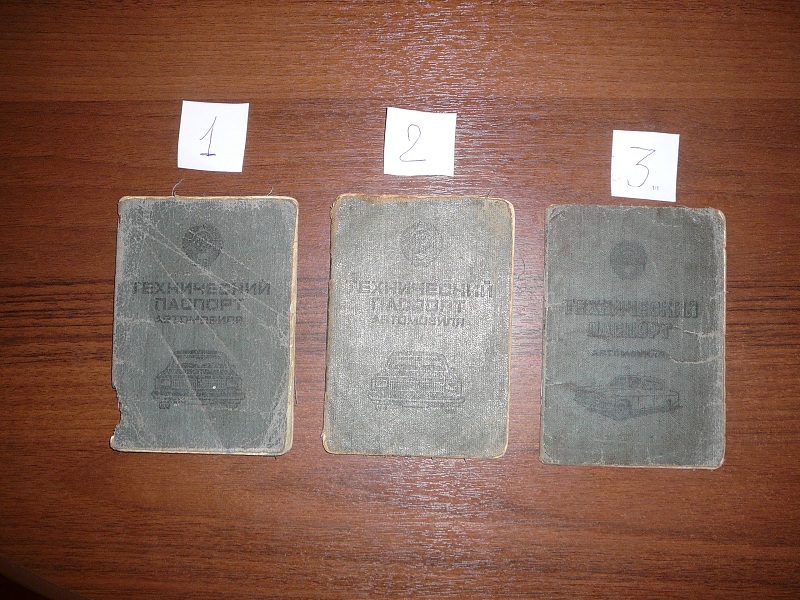 1
2
3
ТЕХНИЧЕСКИЙ
ПАСПОРТ
АВТОМОБИЛЯ
ТЕХНИЧЕСКИЙ
ПАСПОРТ
АВТОМОБИЛЯ
ТЕХНИЧЕСКИЙ
ПАСПОРТ
АВТОМОБИЛЯ